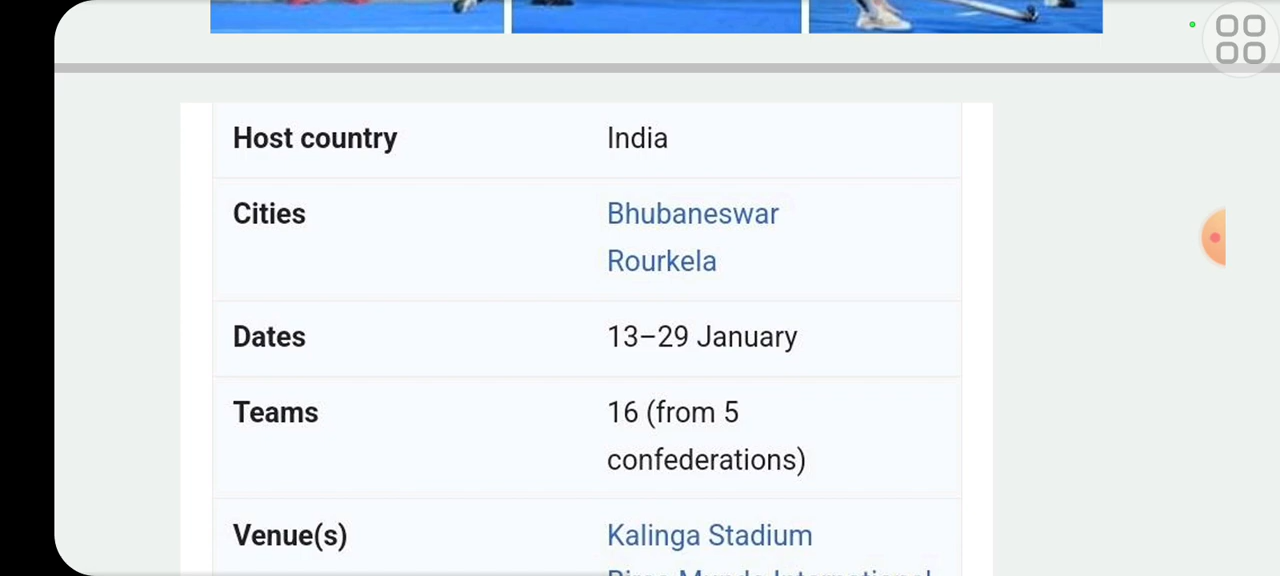 Host country India
Cities Bhubaneswar
Rourkela
Dates 13–29 January
Teams 16 (from 5
confederations)
Venue(s) Kalinga Stadium